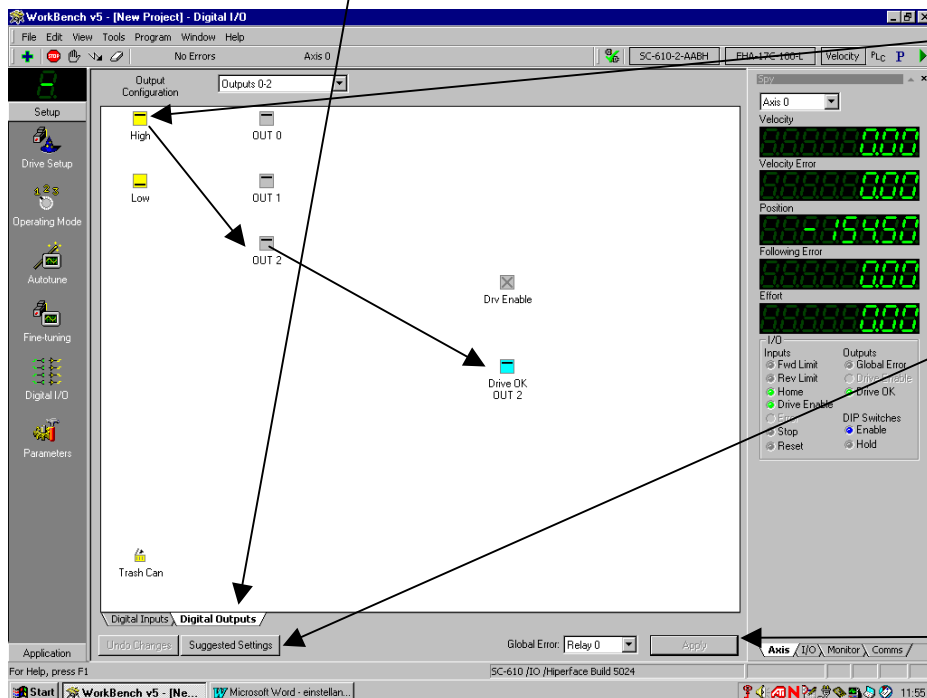 WorkBench v5 - [New Project] - Digital I/O
File Edit View Tools Program Window Help
No Errors Axis 0 SC-610-2-AABH FHA-17C-100-L Velocity PLC P
Setup
Drive Setup
Operating Mode
Autotune
Fine-tuning
Digital I/O
Parameters
Application
Output
Configuration
Outputs 0-2
High OUT 0
Low OUT 1
OUT 2
Drv Enable
Drive OK
OUT 2
Trash Can
Digital Inputs Digital Outputs
Undo Changes Suggested Settings Global Error: Relay 0 Apply
Spy
Axis 0
Velocity
0.00
Velocity Error
0.00
Position
-154.50
Following Error
0.00
Effort
0.00
I/O
Inputs Outputs
Fwd Limit Global Error
Rev Limit Drive Enable
Home Drive OK
Drive Enable
DIP Switches
Stop Enable
Reset Hold
Axis I/O Monitor Comms
For Help, press F1 SC-610 /IO /Hiperface Build 5024
Start WorkBench v5 - [Ne... Microsoft Word - einstellan... 11:55